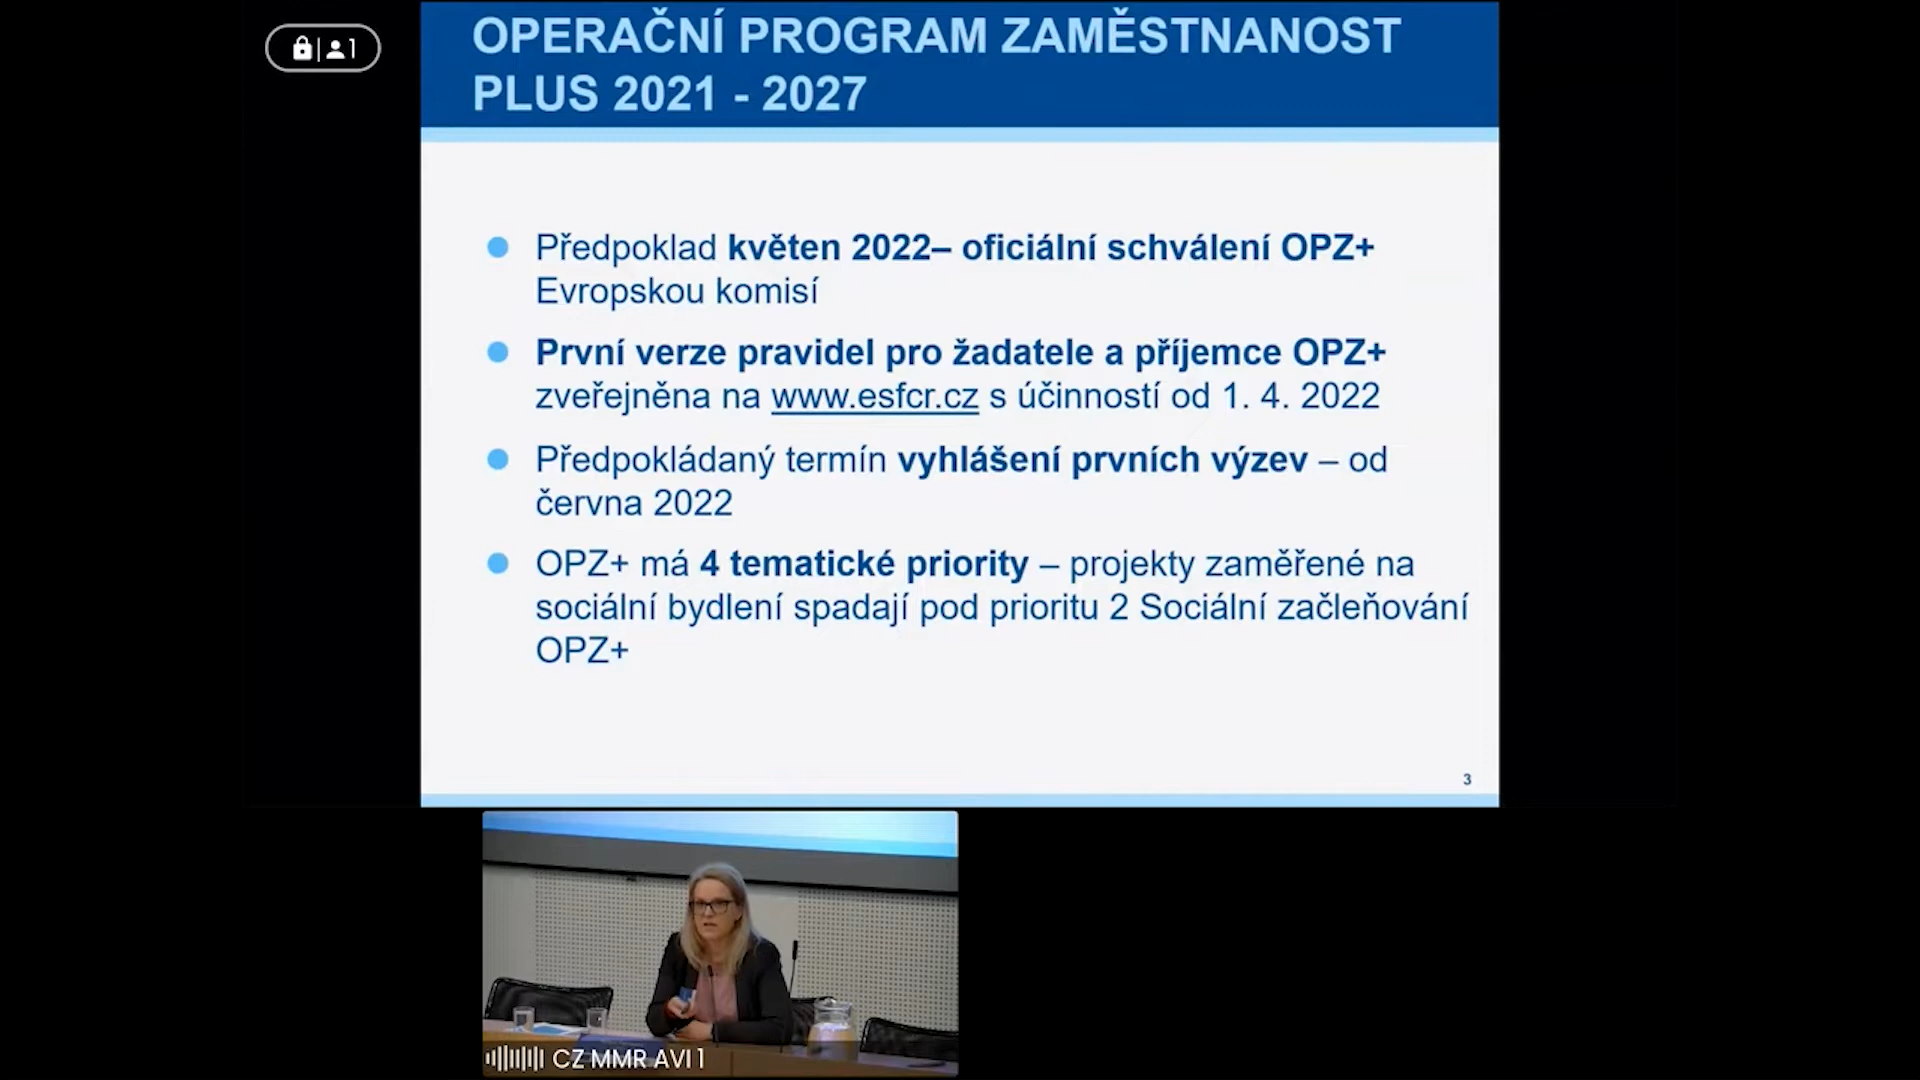 1
OPERAČNÍ PROGRAM ZAMĚSTNANOST
PLUS 2021 - 2027
Předpoklad květen 2022– oficiální schválení OPZ+
Evropskou komisí
První verze pravidel pro žadatele a příjemce OPZ+
zveřejněna na www.esfcr.cz s účinností od 1. 4. 2022
Předpokládaný termín vyhlášení prvních výzev – od
června 2022
OPZ+ má 4 tematické priority – projekty zaměřené na
sociální bydlení spadají pod prioritu 2 Sociální začleňování
OPZ+
3
CZ MMR AVI 1